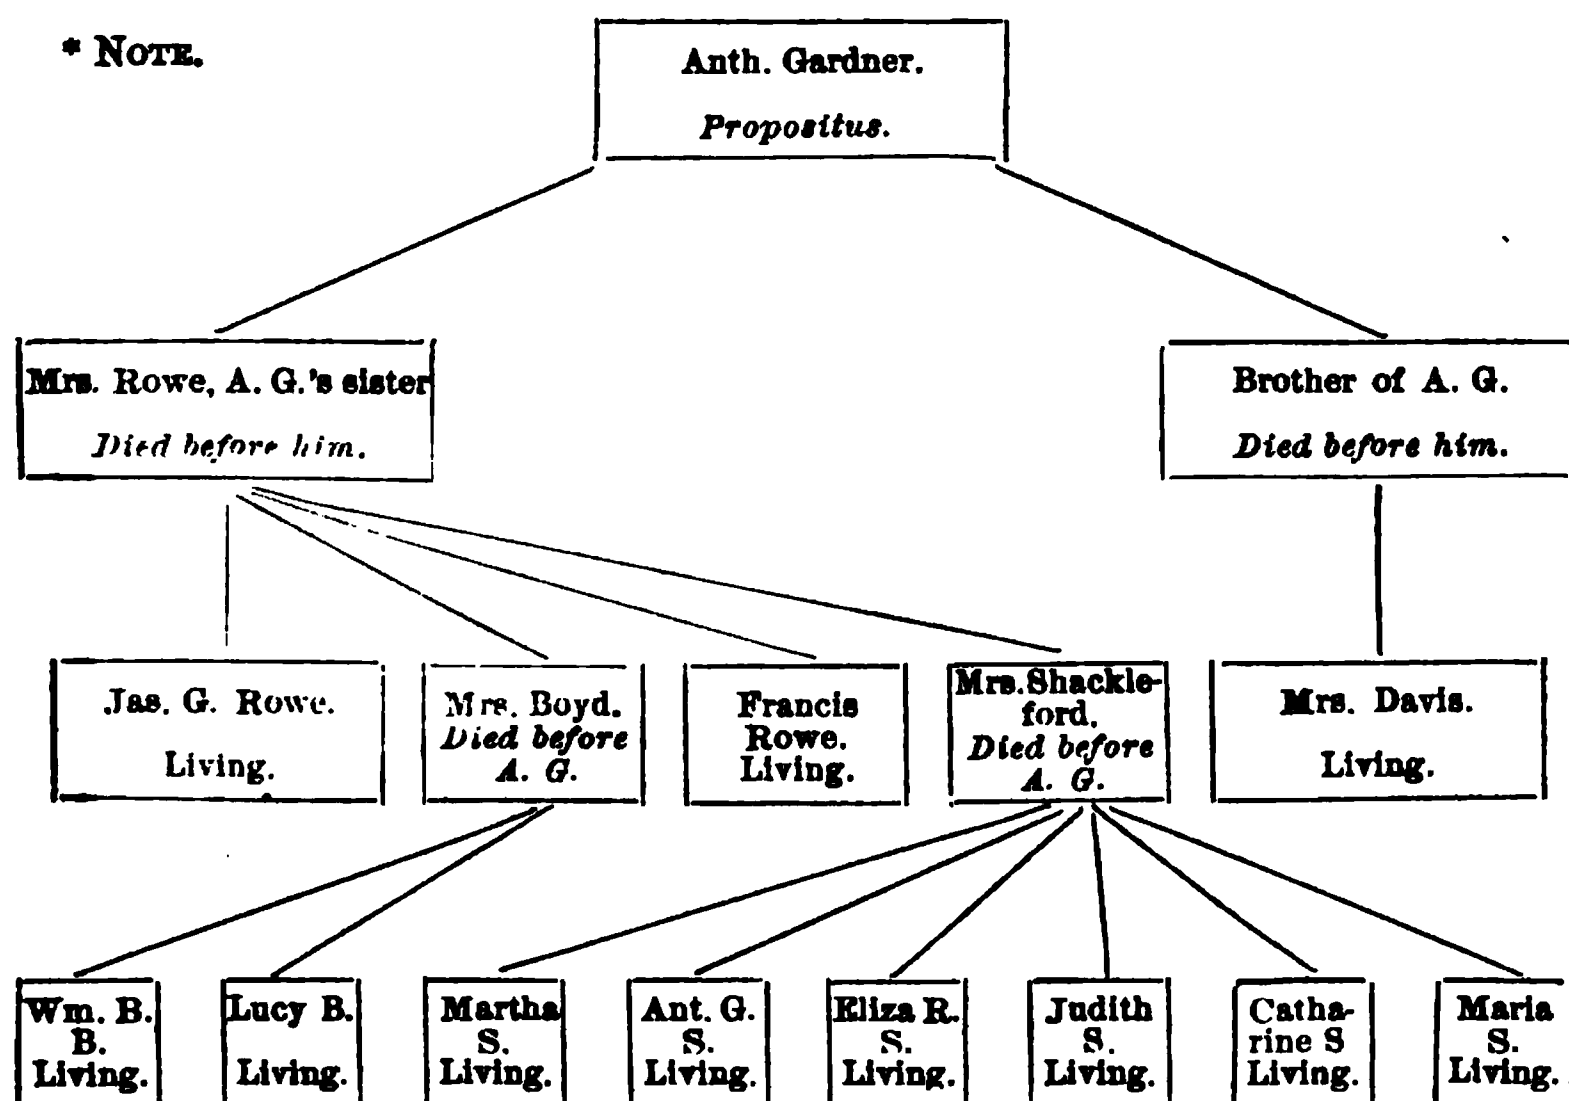 * NOTE.
Anth. Gardner.
Propositus.
Mrs. Rowe, A. G.'s sister
Died before him.
Brother of A. G.
Died before him.
Jas. G. Rowe.
Living.
Mrs. Boyd.
Died before
A. G.
Francis
Rowe.
Living.
Mrs. Shackle-
ford.
Died before
A. G.
Mrs. Davis.
Living.
Wm. B.
B.
Living.
Lucy B.
Living.
Martha
S.
Living.
Ant. G.
S.
Living.
Eliza R.
S.
Living.
Judith
S.
Living.
Catha-
rine S
Living.
Maria
S.
Living.